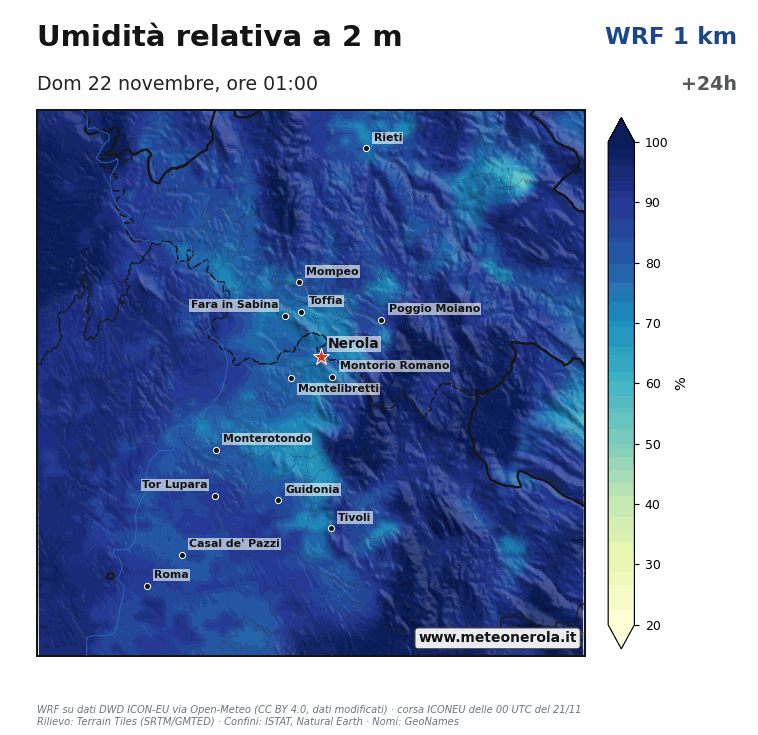 Umidità relativa a 2 m
WRF 1 km
Dom 22 novembre, ore 01:00
+24h
Rieti
Mompeo
Fara in Sabina
Toffia
Poggio Moiano
Nerola
Montorio Romano
Montelibretti
Monterotondo
Tor Lupara
Guidonia
Tivoli
Casal de' Pazzi
Roma
www.meteonerola.it
100
90
80
70
60
50
40
30
20
%
WRF su dati DWD ICON-EU via Open-Meteo (CC BY 4.0, dati modificati) · corsa ICONEU delle 00 UTC del 21/11
Rilievo: Terrain Tiles (SRTM/GMTED) · Confini: ISTAT, Natural Earth · Nomi: GeoNames